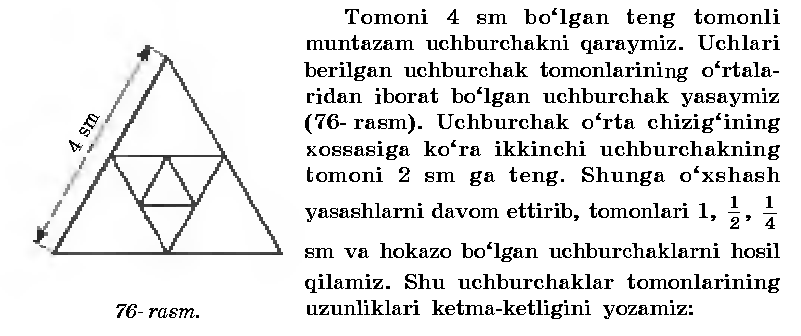 Tomoni 4 sm bo‘lgan teng tomonli
muntazam uchburchakni qaraymiz. Uchlari
berilgan uchburchak tomonlarining o‘rtala-
ridan iborat bo‘lgan uchburchak yasaymiz
(76- rasm). Uchburchak o‘rta chizig‘ining
xossasiga ko‘ra ikkinchi uchburchakning
tomoni 2 sm ga teng. Shunga o‘xshash
yasashlarni davom ettirib, tomonlari 1, 1/2, 1/4
sm va hokazo bo‘lgan uchburchaklarni hosil
qilamiz. Shu uchburchaklar tomonlarining
uzunliklari ketma-ketligini yozamiz:
4 sm
76- rasm.